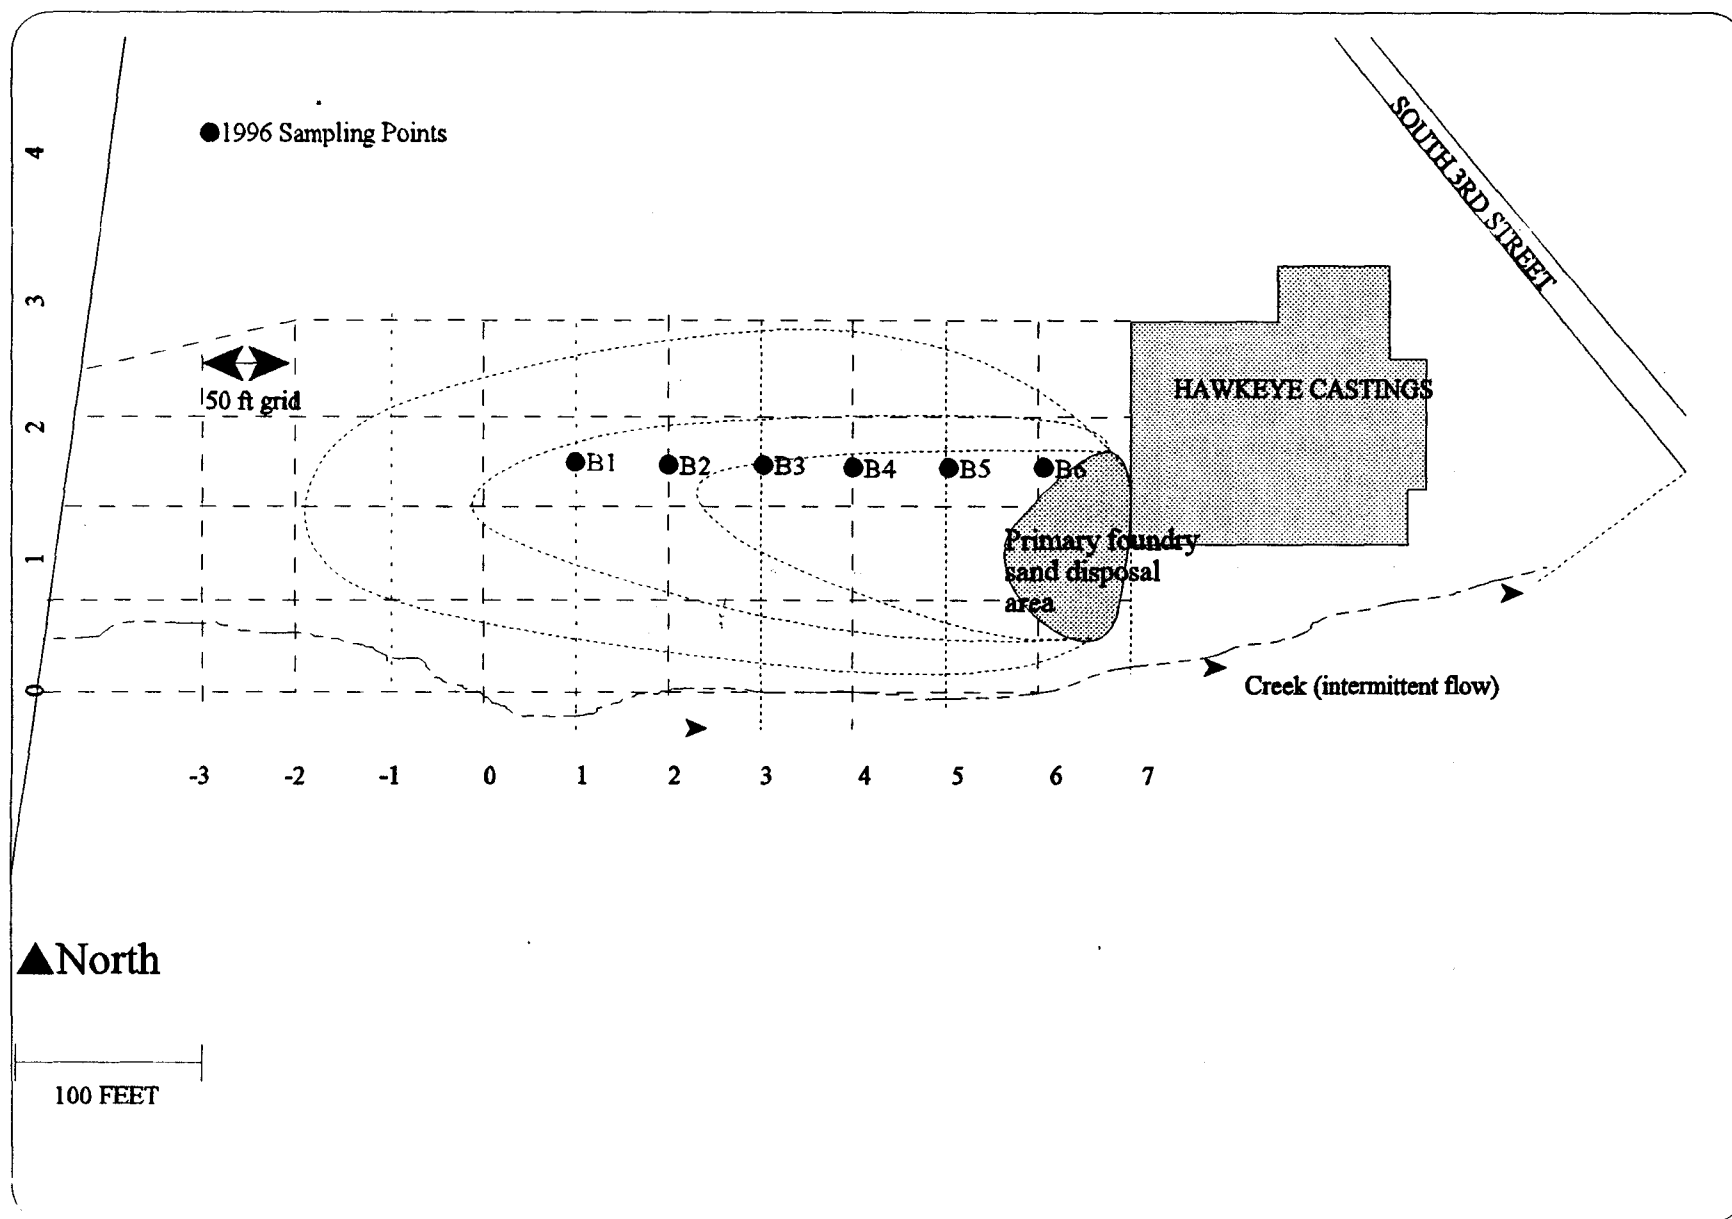 SOUTH 3RD STREET
1996 Sampling Points
4
3
2
1
0
50 ft grid
HAWKEYE CASTINGS
B1
B2
B3
B4
B5
B6
Primary foundry
sand disposal
area
Creek (intermittent flow)
-3 -2 -1 0 1 2 3 4 5 6 7
North
100 FEET